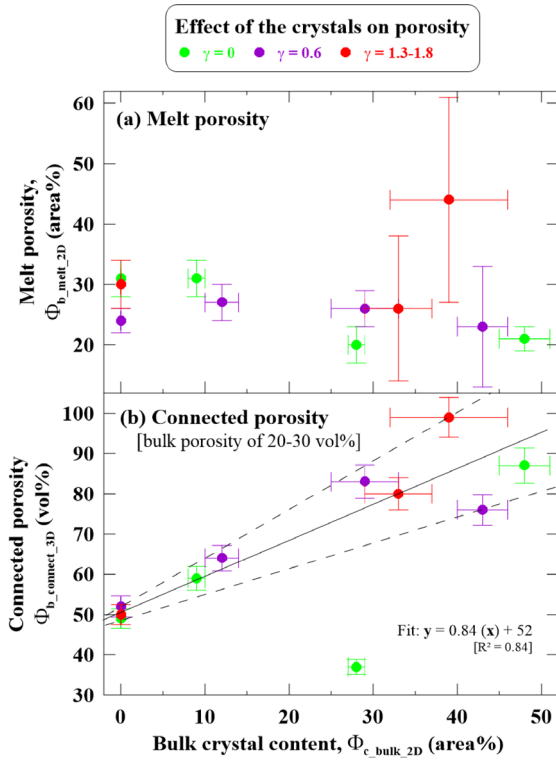 Effect of the crystals on porosity
γ = 0 γ = 0.6 γ = 1.3-1.8
(a) Melt porosity
Melt porosity,
Φb_melt_2D (area%)
60
50
40
30
20
(b) Connected porosity
[bulk porosity of 20-30 vol%]
Connected porosity
Φb_connect_3D (vol%)
100
90
80
70
60
50
40
30
Fit: y = 0.84 (x) + 52
[R² = 0.84]
0 10 20 30 40 50
Bulk crystal content, Φc_bulk_2D (area%)